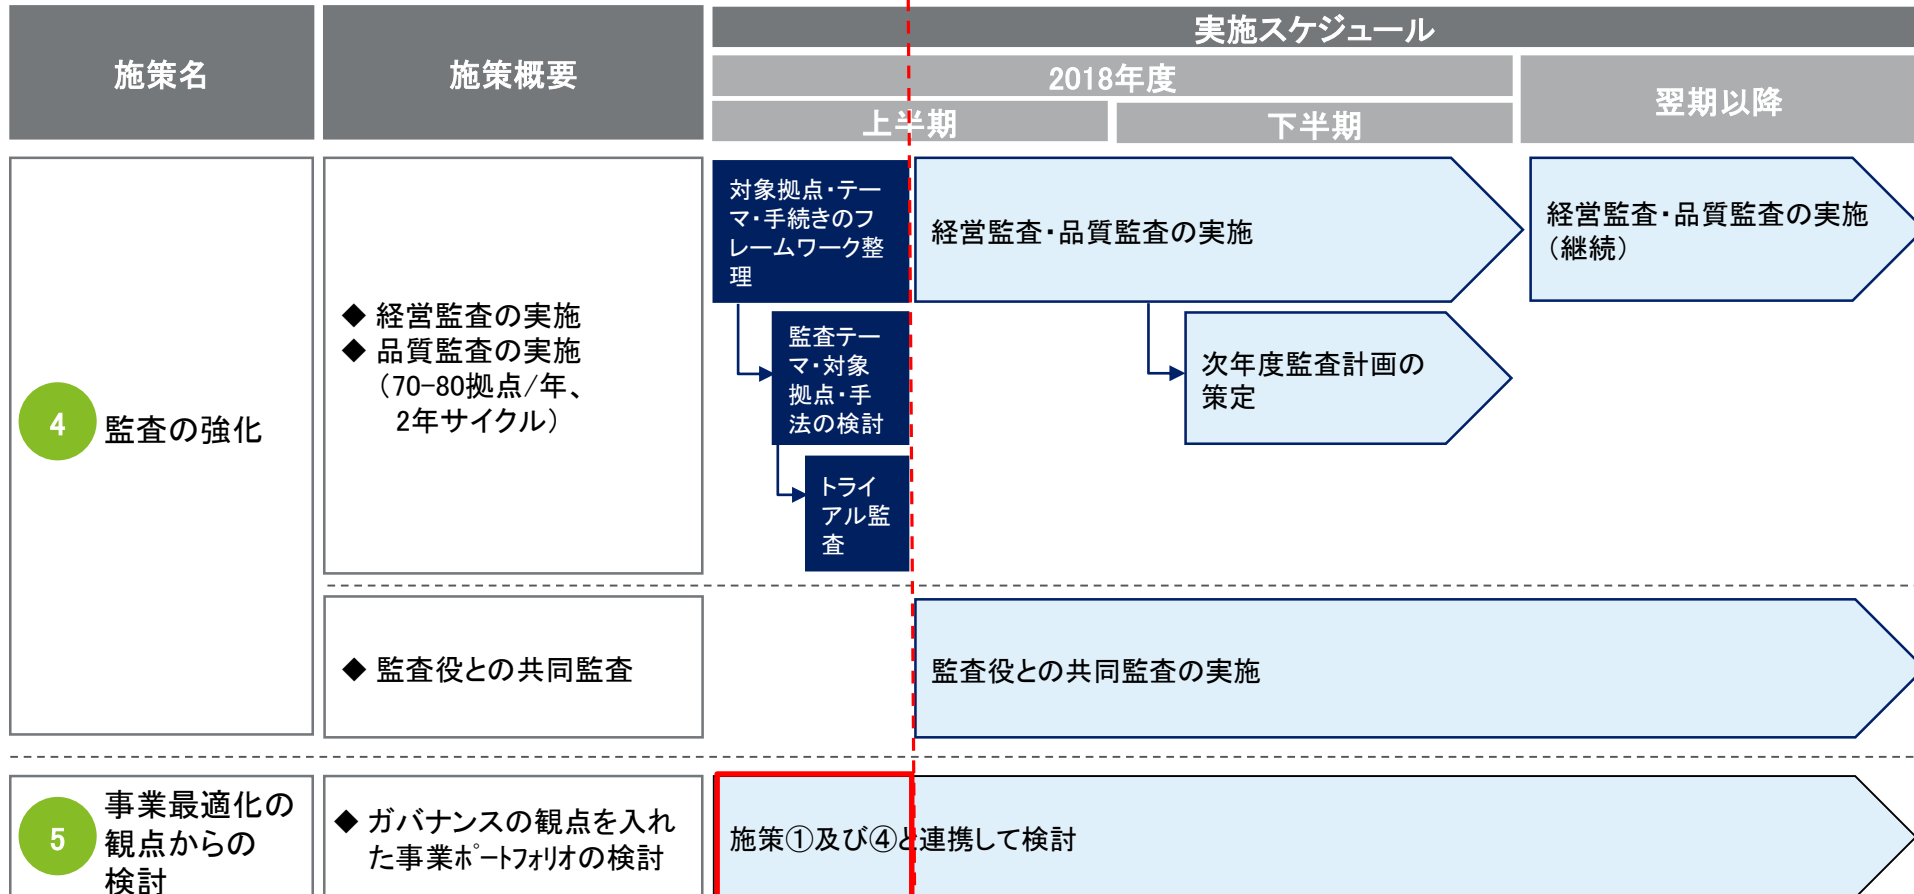 施策名
施策概要
実施スケジュール
2018年度
翌期以降
上半期
下半期
4
監査の強化
◆ 経営監査の実施
◆ 品質監査の実施
（70-80拠点/年、
2年サイクル）
対象拠点・テー
マ・手続きのフ
レームワーク整
理
監査テー
マ・対象
拠点・手
法の検討
トライ
アル監
査
経営監査・品質監査の実施
次年度監査計画の
策定
経営監査・品質監査の実施
（継続）
◆ 監査役との共同監査
監査役との共同監査の実施
5
事業最適化の
観点からの
検討
◆ ガバナンスの観点を入れ
た事業ﾎﾟｰﾄﾌｫﾘｵの検討
施策①及び④と連携して検討